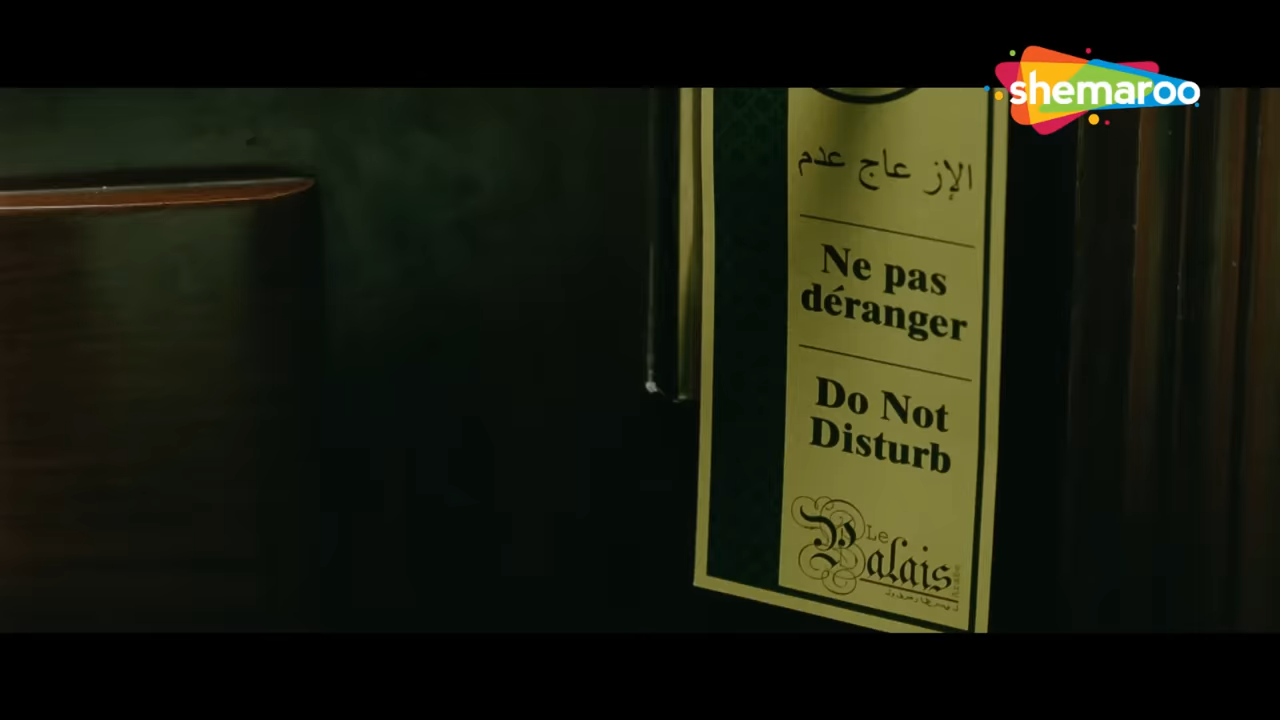 shemaroo
الإز عاج عدم
Ne pas
déranger
Do Not
Disturb
Le
Palais